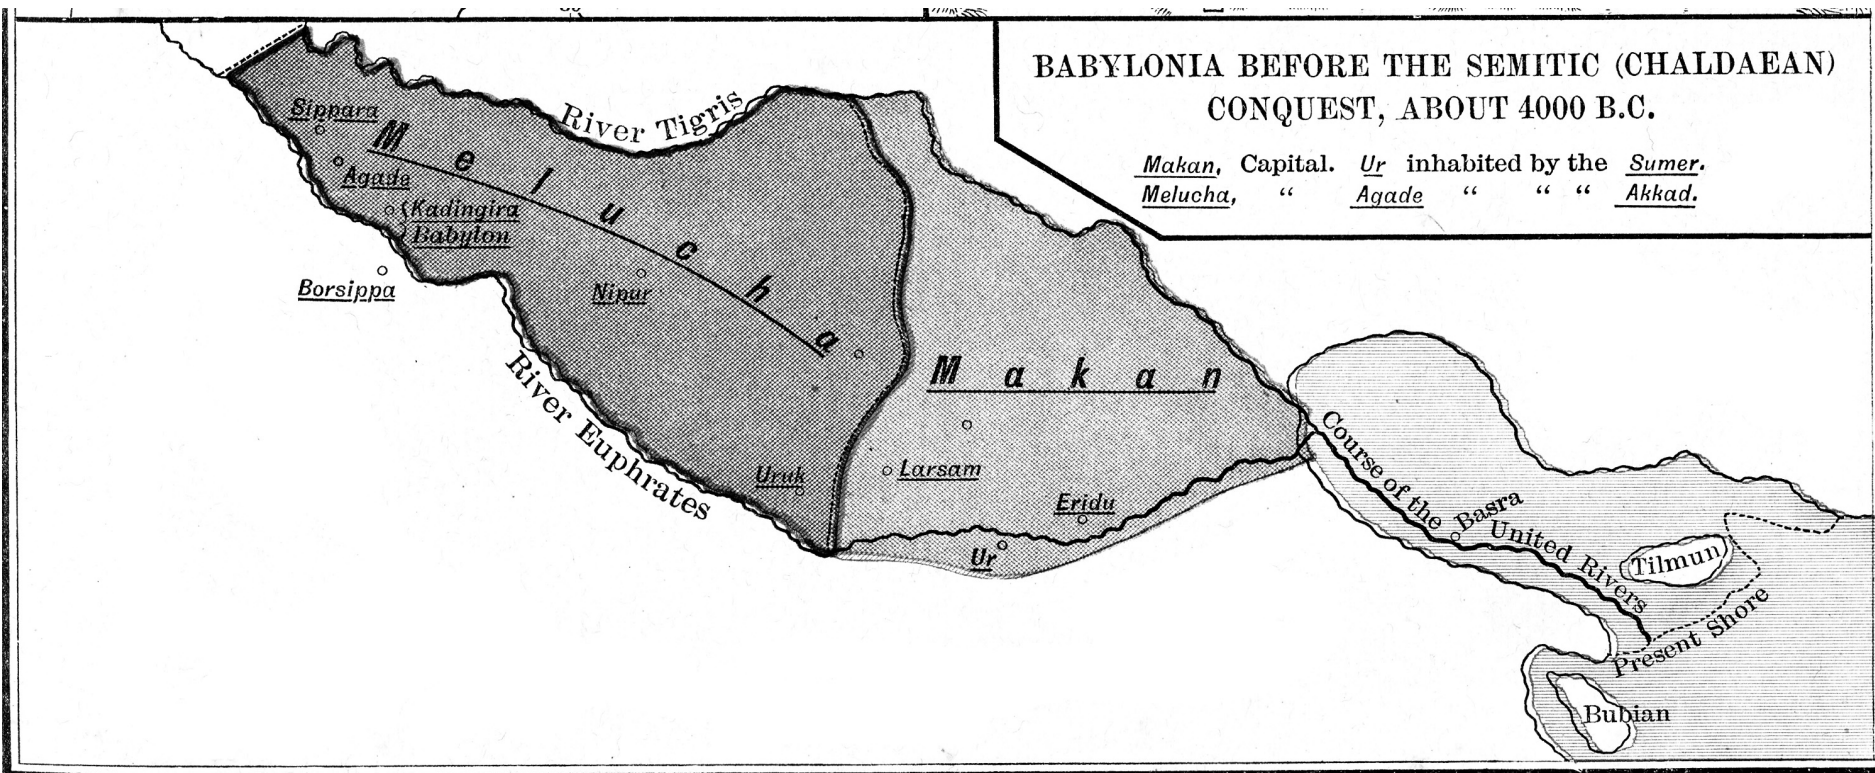 BABYLONIA BEFORE THE SEMITIC (CHALDAEAN)
CONQUEST, ABOUT 4000 B.C.
Makan, Capital. Ur inhabited by the Sumer.
Melucha, “ Agade “ “ “ Akkad.
River Tigris
Sippara
Melucha
Agade
Kadingira
Babylon
Borsippa
Nipur
River Euphrates
Makan
Uruk
Larsam
Eridu
Ur
Course of the
United Rivers
Basra
Tilmun
Present Shore
Bubian